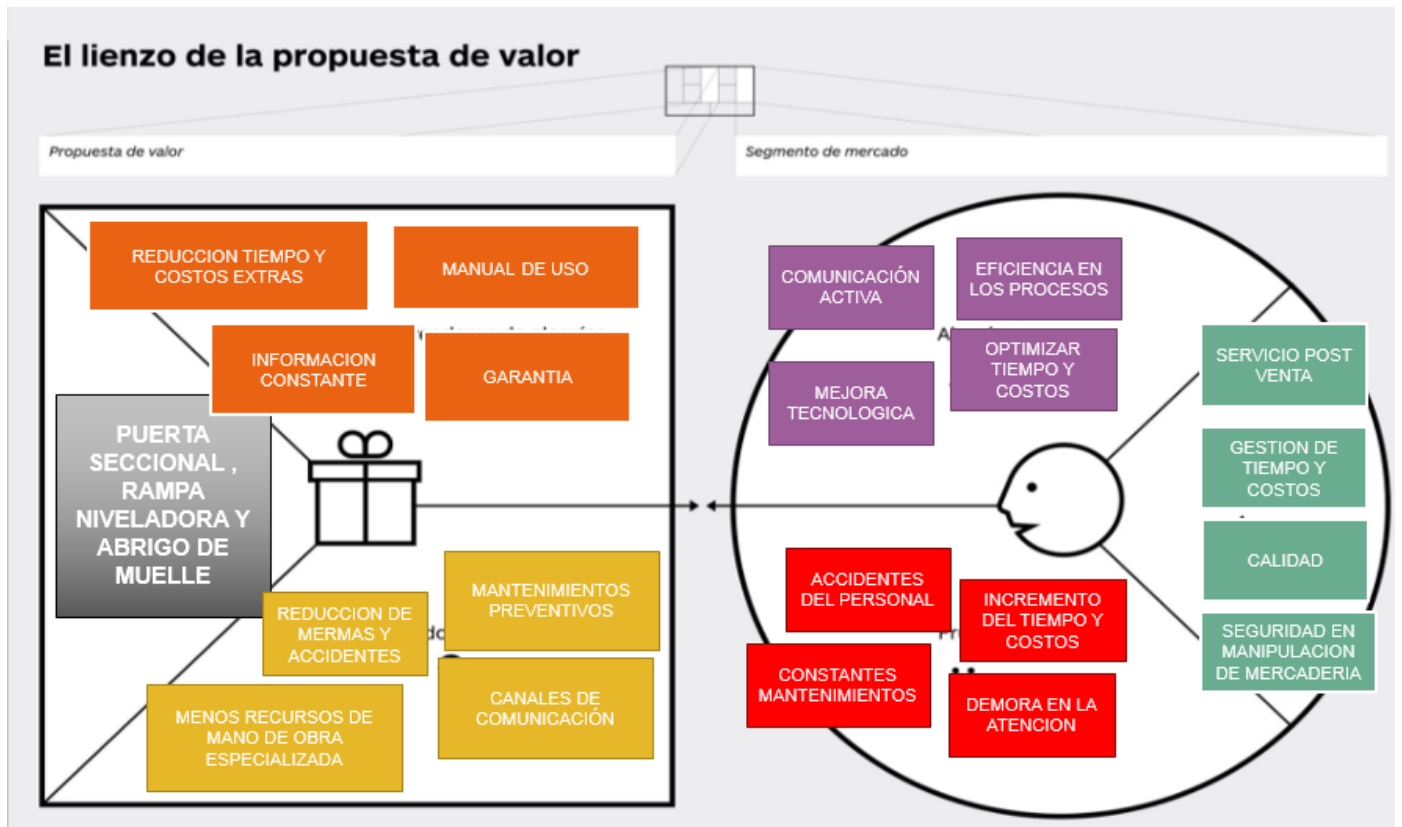 El lienzo de la propuesta de valor
Propuesta de valor
Segmento de mercado
REDUCCION TIEMPO Y
COSTOS EXTRAS
MANUAL DE USO
INFORMACION
CONSTANTE
GARANTIA
PUERTA
SECCIONAL ,
RAMPA
NIVELADORA Y
ABRIGO DE
MUELLE
REDUCCION DE
MERMAS Y
ACCIDENTES
MANTENIMIENTOS
PREVENTIVOS
MENOS RECURSOS DE
MANO DE OBRA
ESPECIALIZADA
CANALES DE
COMUNICACIÓN
COMUNICACIÓN
ACTIVA
EFICIENCIA EN
LOS PROCESOS
MEJORA
TECNOLOGICA
OPTIMIZAR
TIEMPO Y
COSTOS
SERVICIO POST
VENTA
GESTION DE
TIEMPO Y
COSTOS
CALIDAD
SEGURIDAD EN
MANIPULACION
DE MERCADERIA
ACCIDENTES
DEL PERSONAL
INCREMENTO
DEL TIEMPO Y
COSTOS
CONSTANTES
MANTENIMIENTOS
DEMORA EN LA
ATENCION